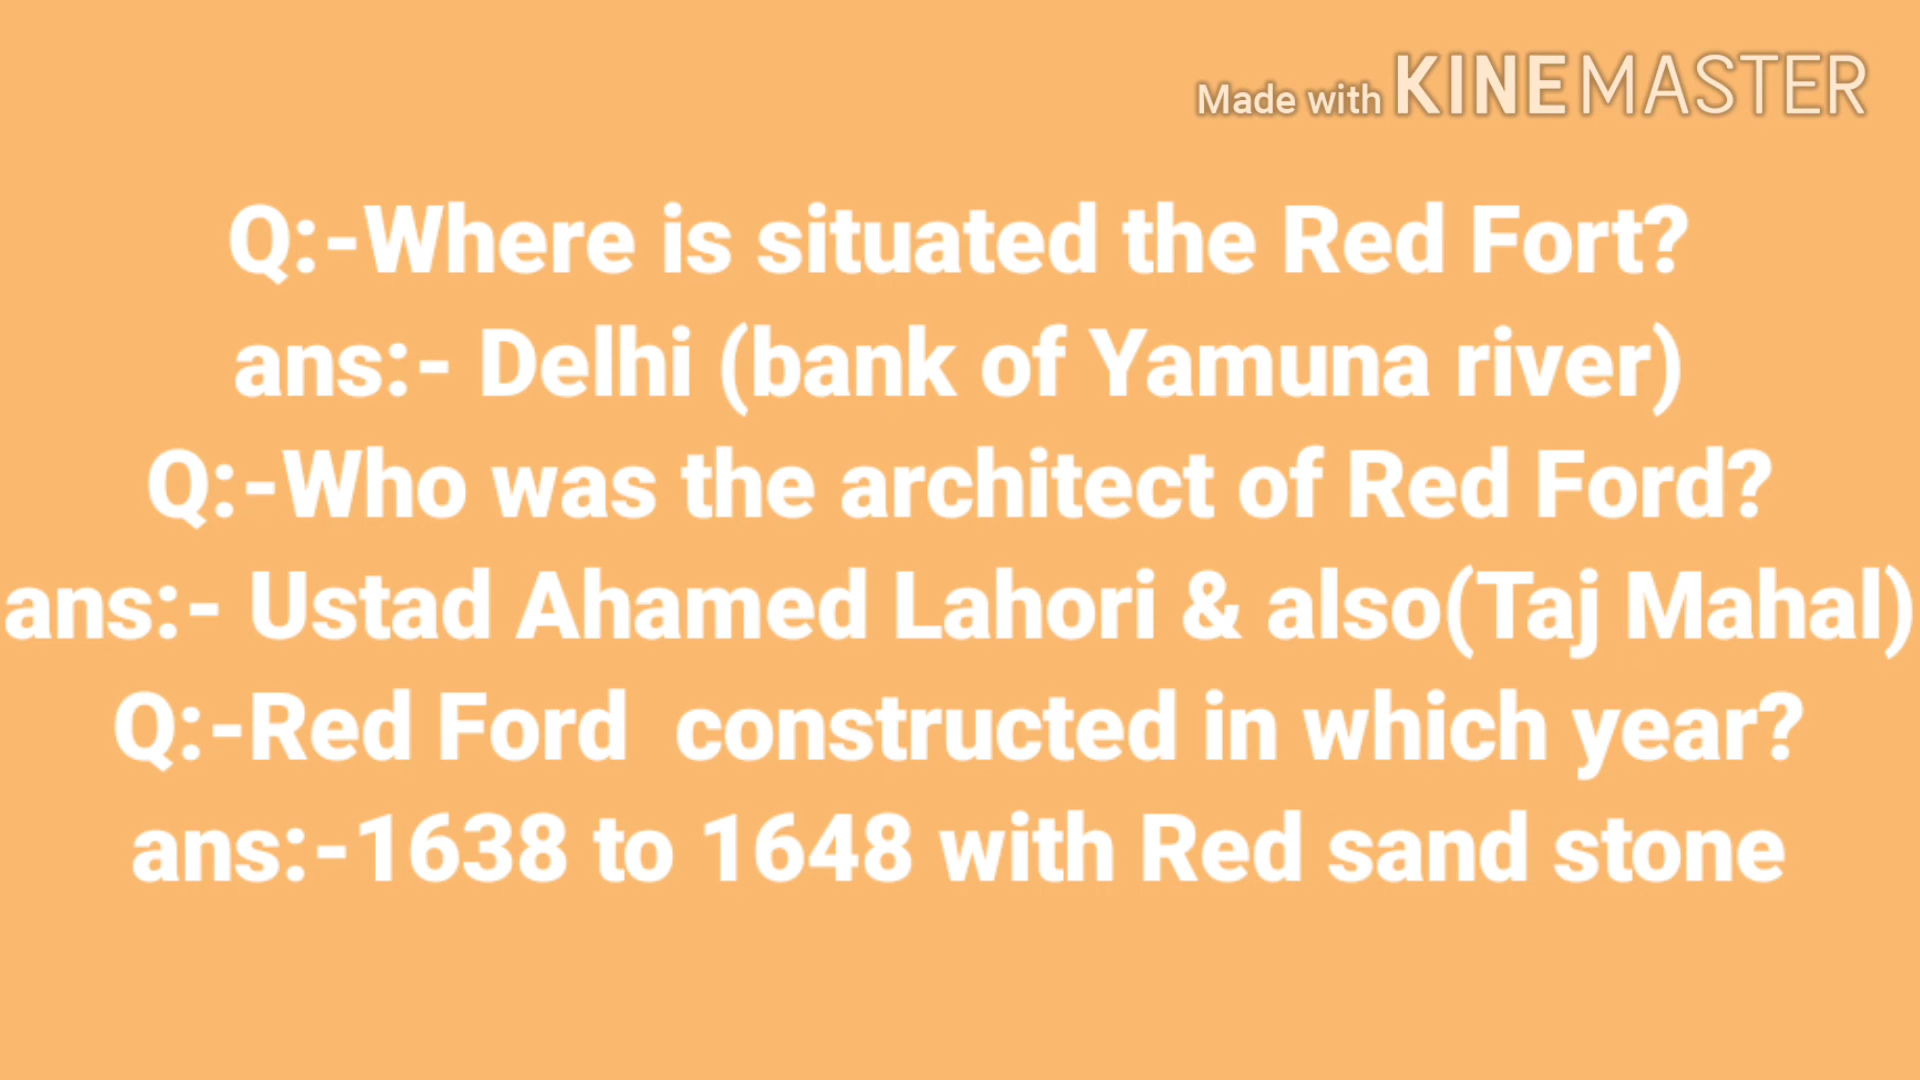 Made with KINEMASTER
Q:-Where is situated the Red Fort?
ans:- Delhi (bank of Yamuna river)
Q:-Who was the architect of Red Ford?
ans:- Ustad Ahamed Lahori & also(Taj Mahal)
Q:-Red Ford  constructed in which year?
ans:-1638 to 1648 with Red sand stone